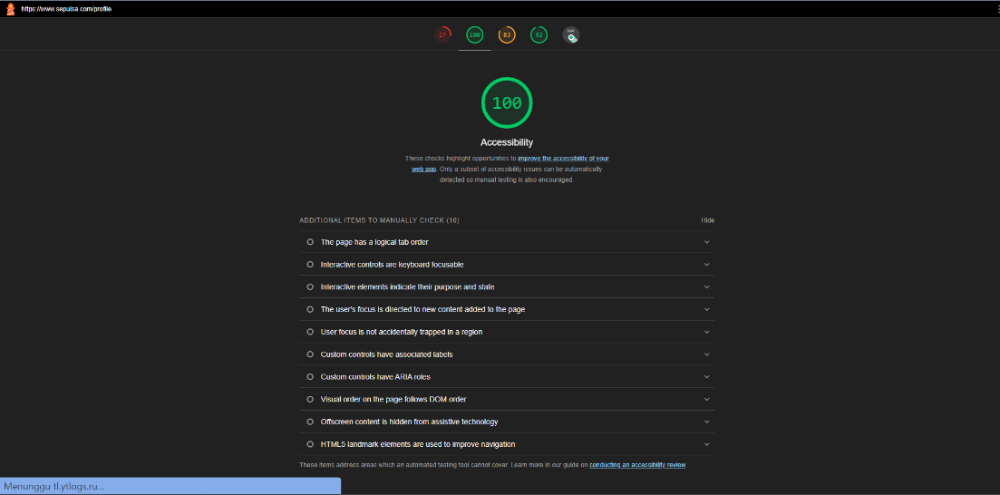 https://www.sepulsa.com/profile
27 100 83 92
100
Accessibility
These checks highlight opportunities to improve the accessibility of your
web app. Only a subset of accessibility issues can be automatically
detected so manual testing is also encouraged.
ADDITIONAL ITEMS TO MANUALLY CHECK (10) Hide
The page has a logical tab order
Interactive controls are keyboard focusable
Interactive elements indicate their purpose and state
The user's focus is directed to new content added to the page
User focus is not accidentally trapped in a region
Custom controls have associated labels
Custom controls have ARIA roles
Visual order on the page follows DOM order
Offscreen content is hidden from assistive technology
HTML5 landmark elements are used to improve navigation
These items address areas which an automated testing tool cannot cover. Learn more in our guide on conducting an accessibility review.
Menunggu tl.ytlogs.ru...